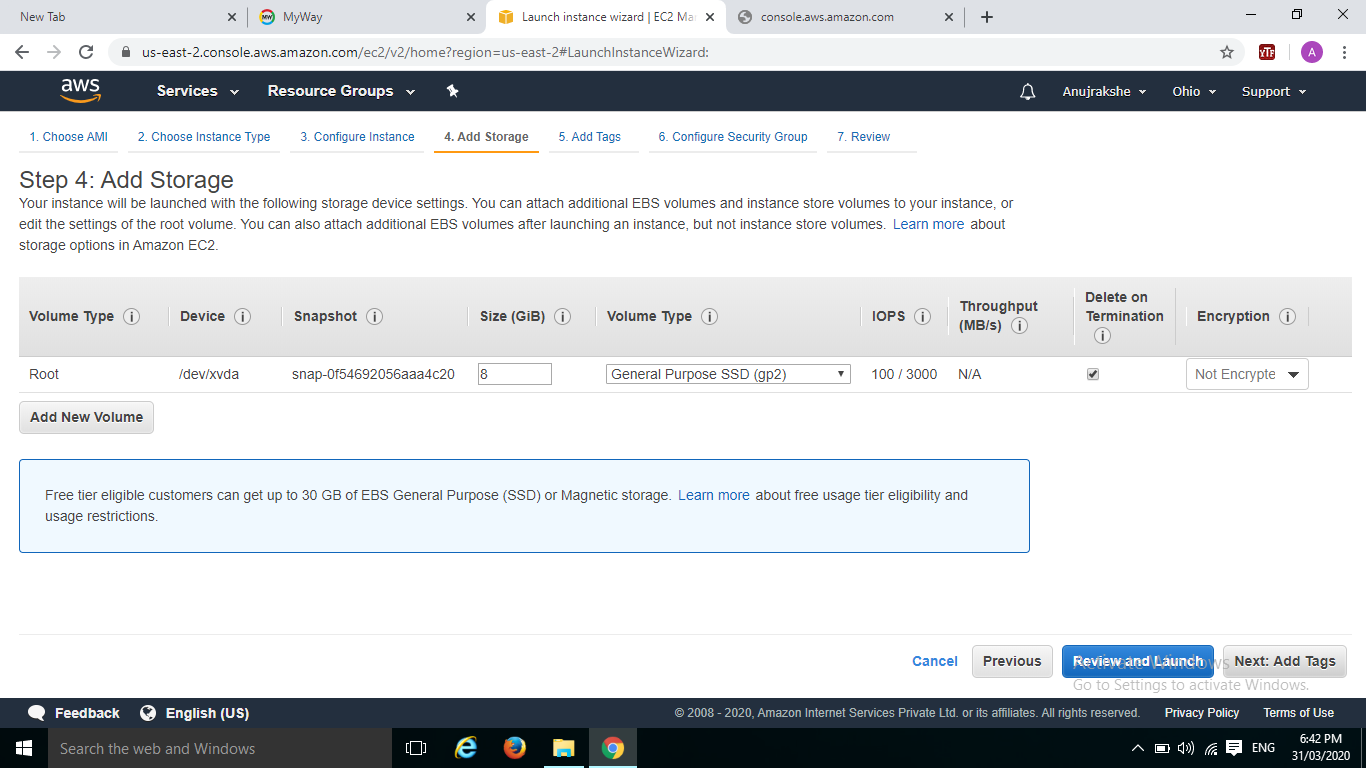 New Tab
MyWay
Launch instance wizard | EC2 Ma
console.aws.amazon.com
us-east-2.console.aws.amazon.com/ec2/v2/home?region=us-east-2#LaunchInstanceWizard:
YTF
A
aws
Services
Resource Groups
Anujrakshe
Ohio
Support
1. Choose AMI
2. Choose Instance Type
3. Configure Instance
4. Add Storage
5. Add Tags
6. Configure Security Group
7. Review
Step 4: Add Storage
Your instance will be launched with the following storage device settings. You can attach additional EBS volumes and instance store volumes to your instance, or
edit the settings of the root volume. You can also attach additional EBS volumes after launching an instance, but not instance store volumes. Learn more about
storage options in Amazon EC2.
Volume Type
Device
Snapshot
Size (GiB)
Volume Type
IOPS
Throughput
(MB/s)
Delete on
Termination
Encryption
Root
/dev/xvda
snap-0f54692056aaa4c20
8
General Purpose SSD (gp2)
100 / 3000
N/A
Not Encrypte
Add New Volume
Free tier eligible customers can get up to 30 GB of EBS General Purpose (SSD) or Magnetic storage. Learn more about free usage tier eligibility and
usage restrictions.
Cancel
Previous
Review and Launch
Next: Add Tags
Activate Windows
Go to Settings to activate Windows.
Feedback
English (US)
© 2008 - 2020, Amazon Internet Services Private Ltd. or its affiliates. All rights reserved.
Privacy Policy
Terms of Use
Search the web and Windows
ENG
6:42 PM
31/03/2020